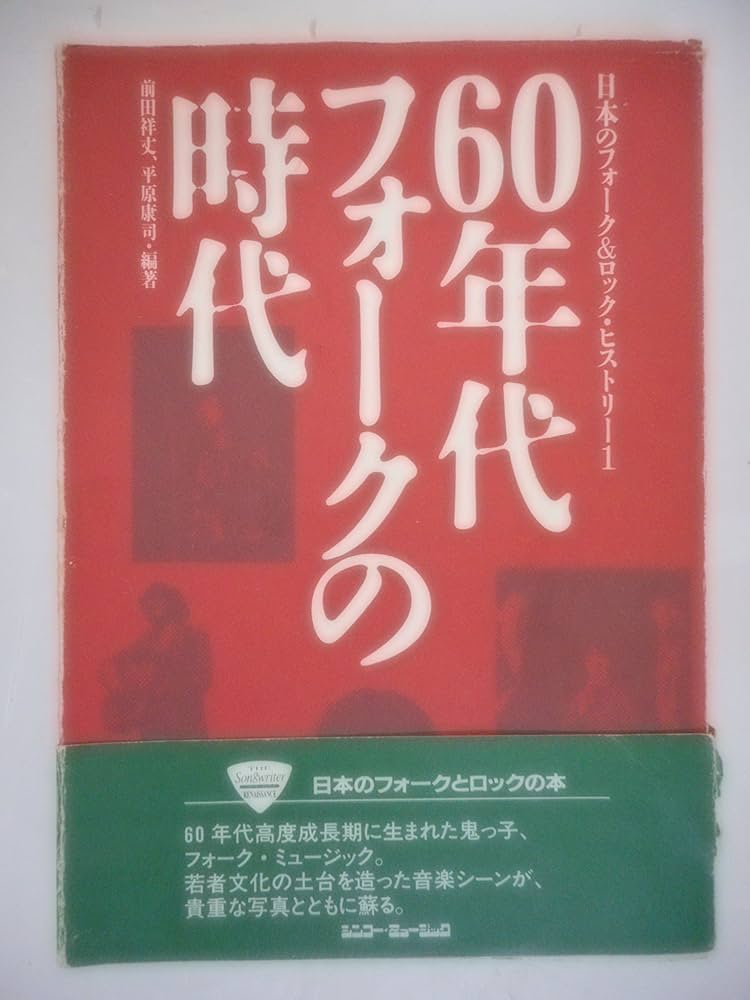 日本のフォーク&ロック・ヒストリー1
60年代
フォークの
時代
前田祥丈、平原康司・編著
THE
Songwriter
RENAISSANCE
日本のフォークとロックの本
60年代高度成長期に生まれた鬼っ子、
フォーク・ミュージック。
若者文化の土台を造った音楽シーンが、
貴重な写真とともに蘇る。
シンコー・ミュージック